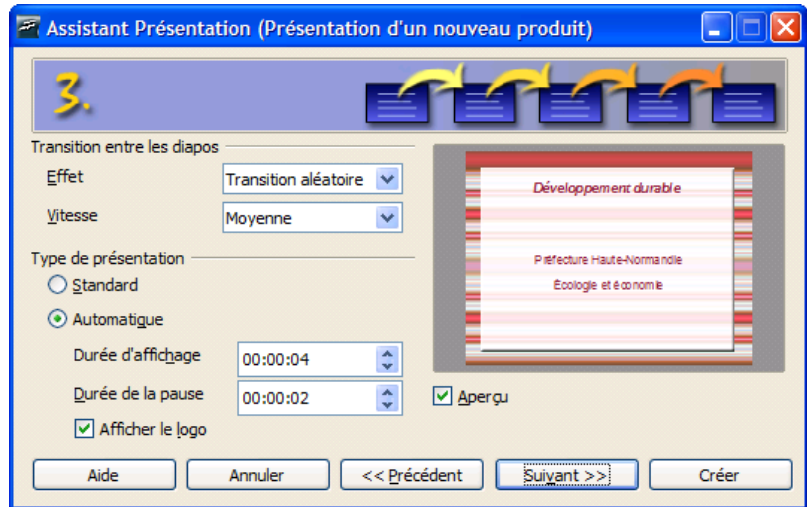 Assistant Présentation (Présentation d'un nouveau produit)
3.
Transition entre les diapos
Effet Transition aléatoire
Vitesse Moyenne
Type de présentation
Standard
Automatique
Durée d'affichage 00:00:04
Durée de la pause 00:00:02
Afficher le logo
Développement durable
Préfecture Haute-Normandie
Écologie et économie
Aperçu
Aide Annuler << Précédent Suivant >> Créer